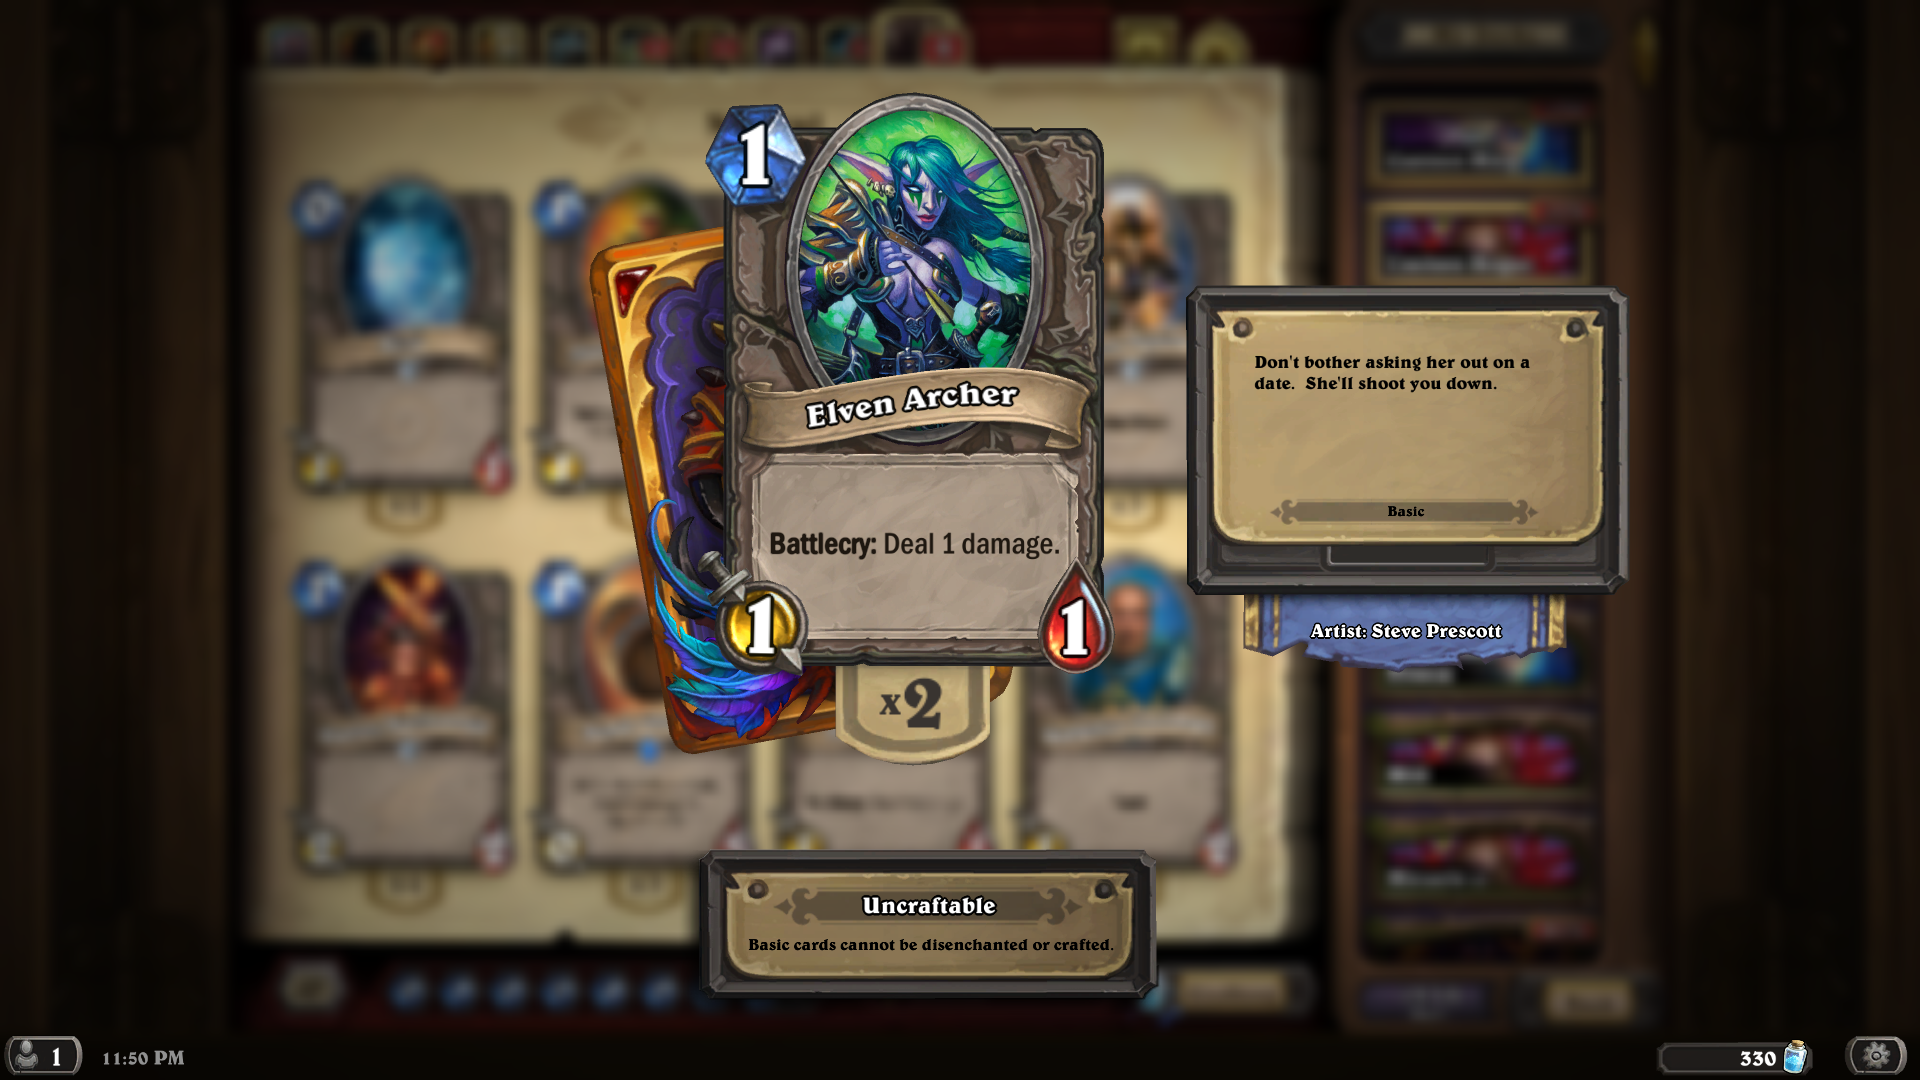 1
Elven Archer
Battlecry: Deal 1 damage.
1
1
x2
Don't bother asking her out on a
date.  She'll shoot you down.
Basic
Artist: Steve Prescott
Uncraftable
Basic cards cannot be disenchanted or crafted.
1
11:50 PM
330